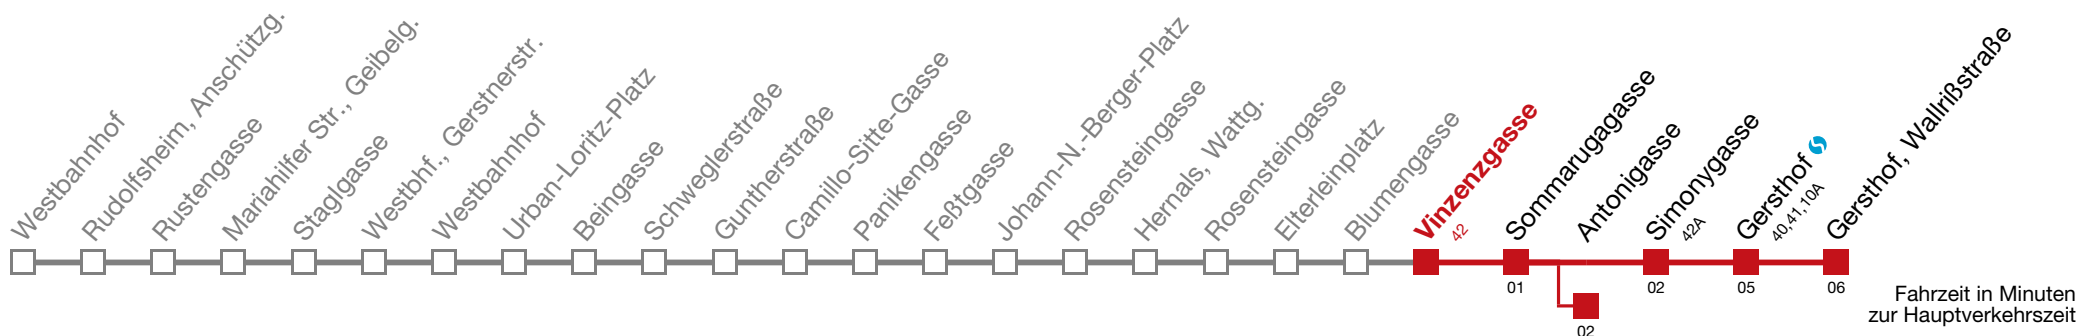 Westbahnhof
Rudolfsheim, Anschützg.
Rustengasse
Mariahilfer Str., Geibelg.
Staglgasse
Westbhf., Gerstnerstr.
Westbahnhof
Urban-Loritz-Platz
Beingasse
Schweglerstraße
Guntherstraße
Camillo-Sitte-Gasse
Panikengasse
Feßtgasse
Johann-N.-Berger-Platz
Rosensteingasse
Hernals, Wattg.
Rosensteingasse
Elterleinplatz
Blumengasse
Vinzenzgasse
42
Sommarugagasse
Antonigasse
Simonygasse
42A
Gersthof
40,41,10A
Gersthof, Wallrißstraße
01
02
05
06
02
Fahrzeit in Minuten
zur Hauptverkehrszeit